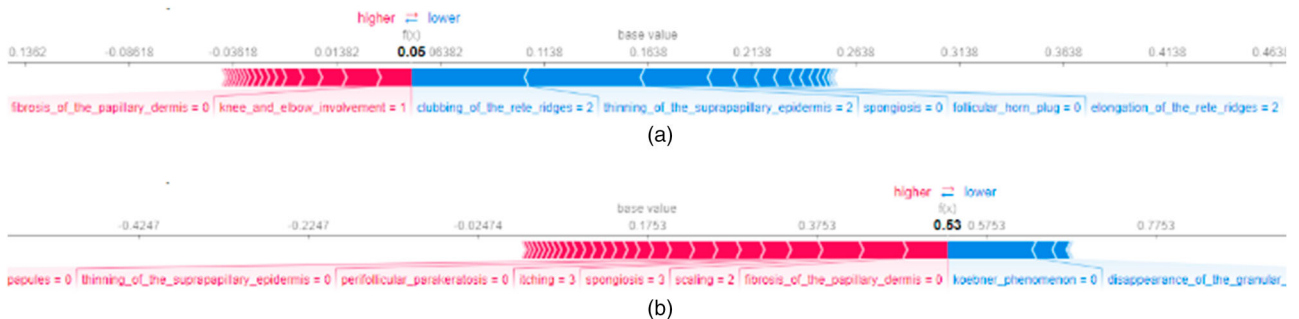 higher ⇄ lower
f(x)
base value
0.1362 -0.08618 -0.03618 0.01382 0.05 06382 0.1138 0.1638 0.2138 0.2638 0.3138 0.3638 0.4138 0.4638
fibrosis_of_the_papillary_dermis = 0 knee_and_elbow_involvement = 1 clubbing_of_the_rete_ridges = 2 thinning_of_the_suprapapillary_epidermis = 2 spongiosis = 0 follicular_horn_plug = 0 elongation_of_the_rete_ridges = 2
(a)
higher ⇄ lower
base value f(x)
-0.4247 -0.2247 -0.02474 0.1753 0.3753 0.53 0.5753 0.7753
papules = 0 thinning_of_the_suprapapillary_epidermis = 0 perifollicular_parakeratosis = 0 itching = 3 spongiosis = 3 scaling = 2 fibrosis_of_the_papillary_dermis = 0 koebner_phenomenon = 0 disappearance_of_the_granular_
(b)